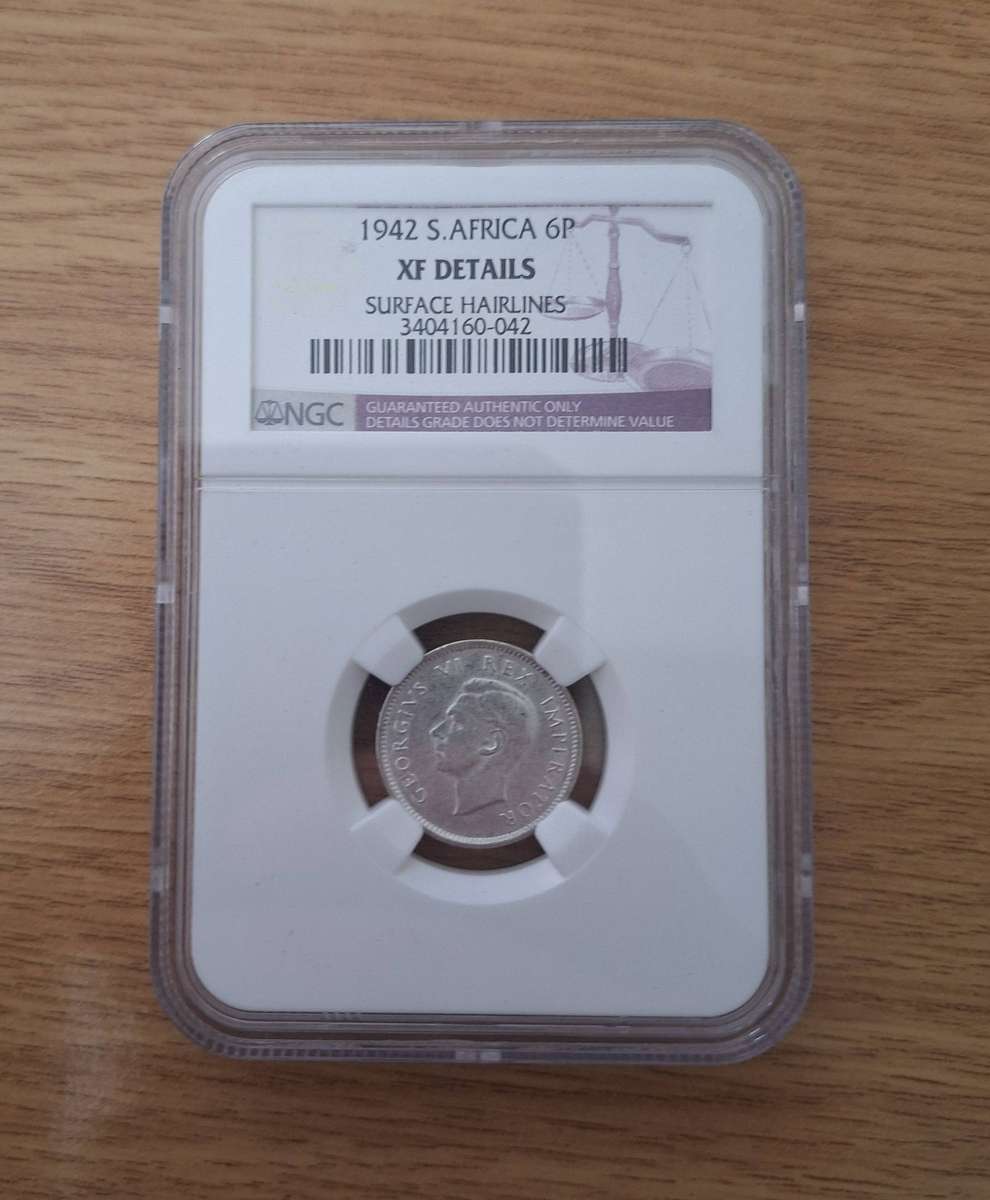 1942 S.AFRICA 6P
XF DETAILS
SURFACE HAIRLINES
3404160-042
NGC
GUARANTEED AUTHENTIC ONLY
DETAILS GRADE DOES NOT DETERMINE VALUE
GEORGIVS VI REX IMPERATOR